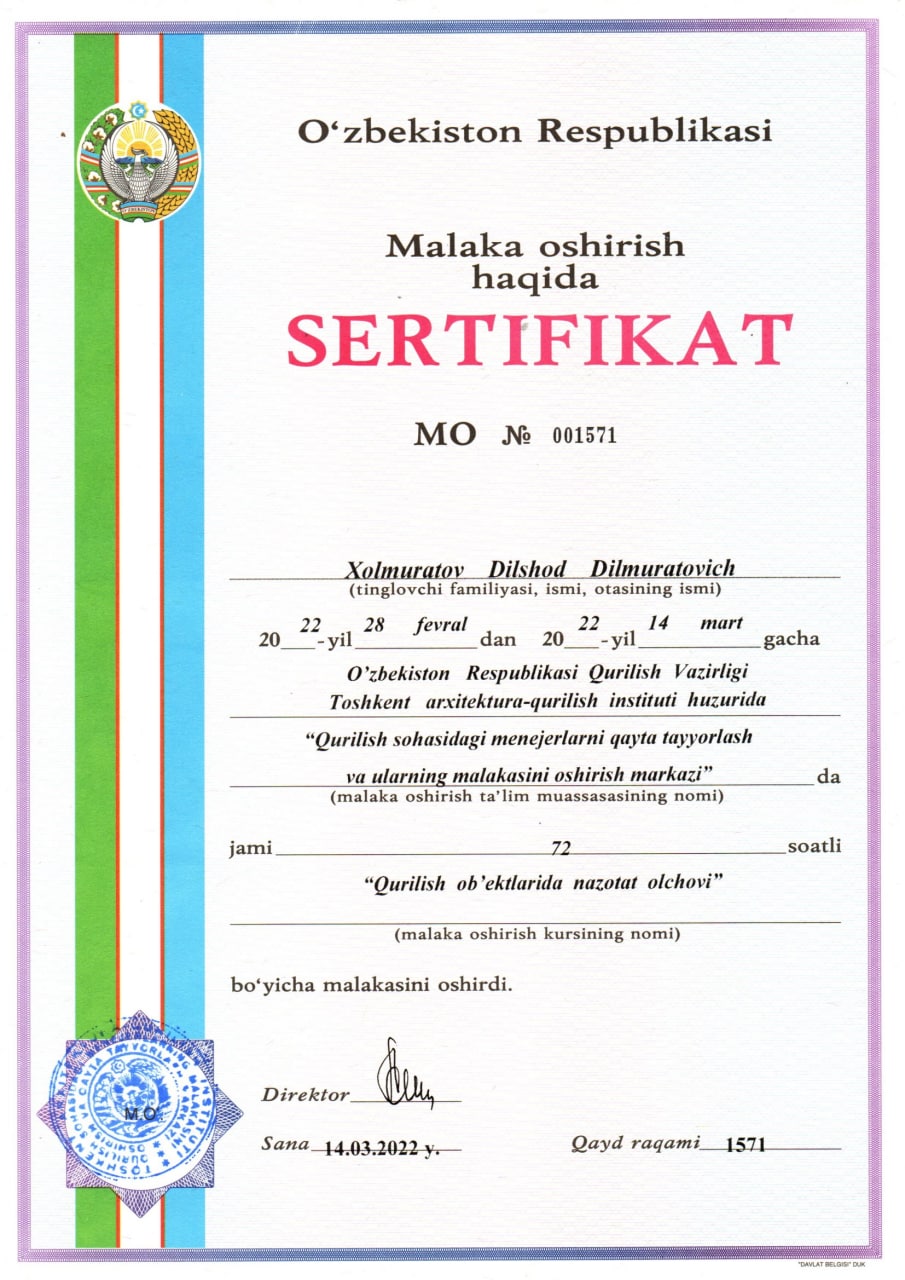 O‘zbekiston Respublikasi
Malaka oshirish
haqida
SERTIFIKAT
MO № 001571
Xolmuratov Dilshod Dilmuratovich
(tinglovchi familiyasi, ismi, otasining ismi)
20 22 -yil 28 fevral dan 20 22 -yil 14 mart gacha
O’zbekiston Respublikasi Qurilish Vazirligi
Toshkent arxitektura-qurilish instituti huzurida
“Qurilish sohasidagi menejerlarni qayta tayyorlash
va ularning malakasini oshirish markazi” da
(malaka oshirish ta’lim muassasasining nomi)
jami 72 soatli
“Qurilish ob’ektlarida nazotat olchovi”
(malaka oshirish kursining nomi)
bo‘yicha malakasini oshirdi.
Direktor
M.O‘
Sana 14.03.2022 y. Qayd raqami 1571
"DAVLAT BELGISI" DUK